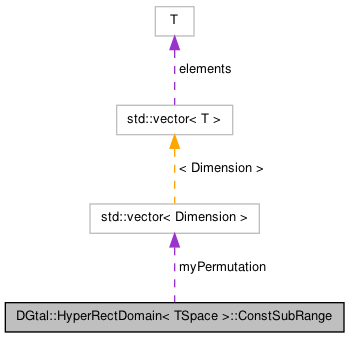 T
elements
std::vector< T >
< Dimension >
std::vector< Dimension >
myPermutation
DGtal::HyperRectDomain< TSpace >::ConstSubRange